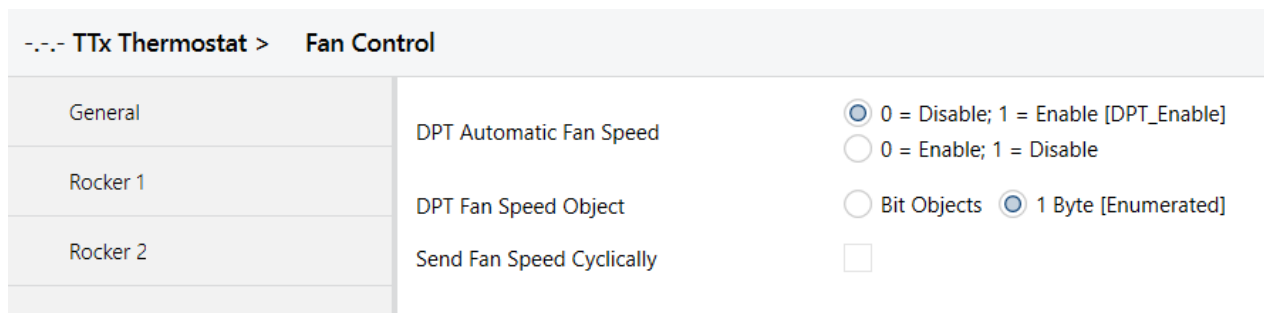 -.-.- TTx Thermostat > Fan Control
General
Rocker 1
Rocker 2
DPT Automatic Fan Speed
0 = Disable; 1 = Enable [DPT_Enable]
0 = Enable; 1 = Disable
DPT Fan Speed Object
Bit Objects 1 Byte [Enumerated]
Send Fan Speed Cyclically